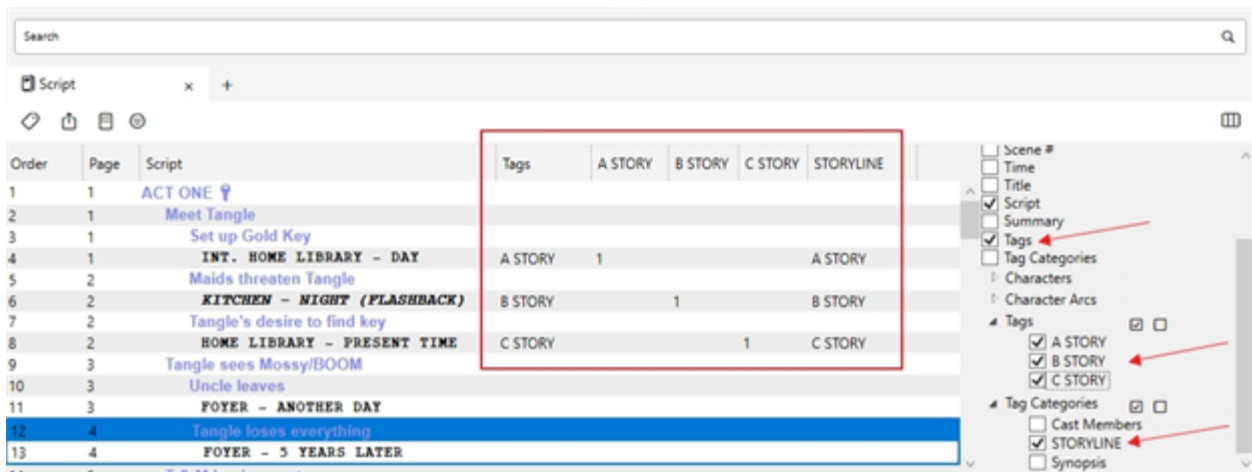 Search
Script × +
Order Page Script Tags A STORY B STORY C STORY STORYLINE
1 1 ACT ONE
2 1 Meet Tangle
3 1 Set up Gold Key
4 1 INT. HOME LIBRARY - DAY A STORY 1 A STORY
5 2 Maids threaten Tangle
6 2 KITCHEN - NIGHT (FLASHBACK) B STORY 1 B STORY
7 2 Tangle's desire to find key
8 2 HOME LIBRARY - PRESENT TIME C STORY 1 C STORY
9 3 Tangle sees Mossy/BOOM
10 3 Uncle leaves
11 3 FOYER - ANOTHER DAY
12 4 Tangle loses everything
13 4 FOYER - 5 YEARS LATER
Scene #
Time
Title
Script
Summary
Tags
Tag Categories
Characters
Character Arcs
Tags
A STORY
B STORY
C STORY
Tag Categories
Cast Members
STORYLINE
Synopsis